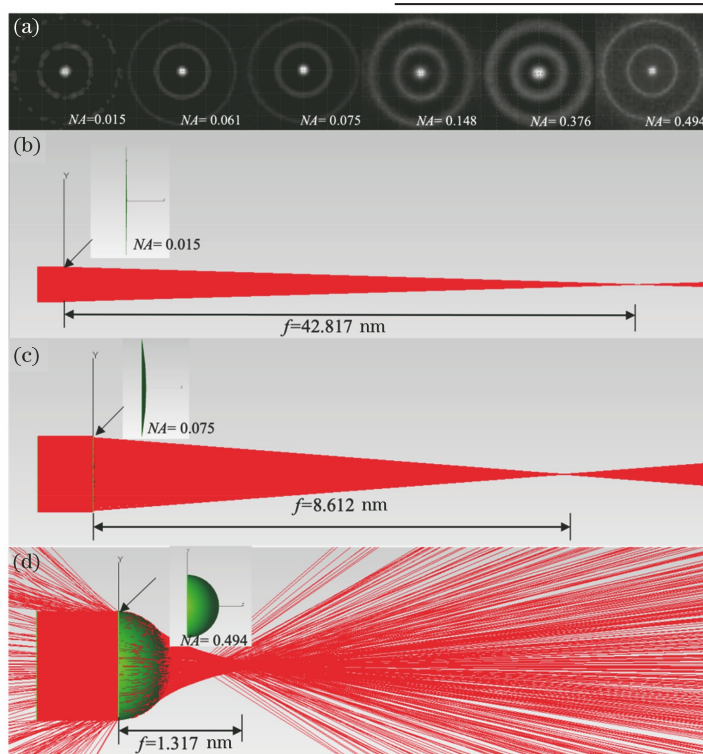 (a)
NA=0.015 NA= 0.061 NA= 0.075 NA= 0.148 NA= 0.376 NA= 0.494
(b)
Y
NA= 0.015
f=42.817 nm
(c)
Y
NA= 0.075
f=8.612 nm
(d)
Y
NA= 0.494
f=1.317 nm